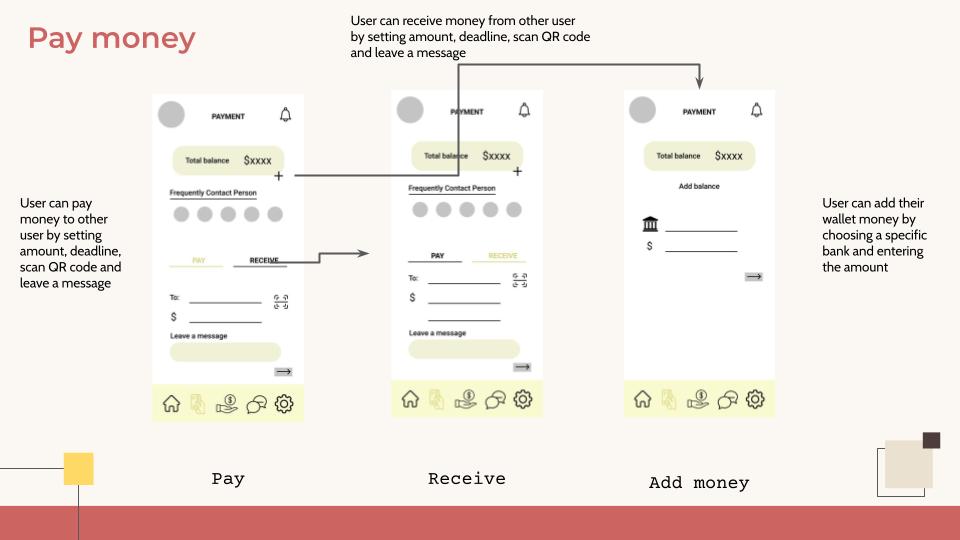 Pay money
User can receive money from other user
by setting amount, deadline, scan QR code
and leave a message
User can pay
money to other
user by setting
amount, deadline,
scan QR code and
leave a message
PAYMENT
Total balance $xxxx
+
Frequently Contact Person
PAY RECEIVE
To:
$
Leave a message
PAYMENT
Total balance $xxxx
+
Frequently Contact Person
PAY RECEIVE
To:
$
Leave a message
PAYMENT
Total balance $xxxx
Add balance
$
User can add their
wallet money by
choosing a specific
bank and entering
the amount
Pay
Receive
Add money